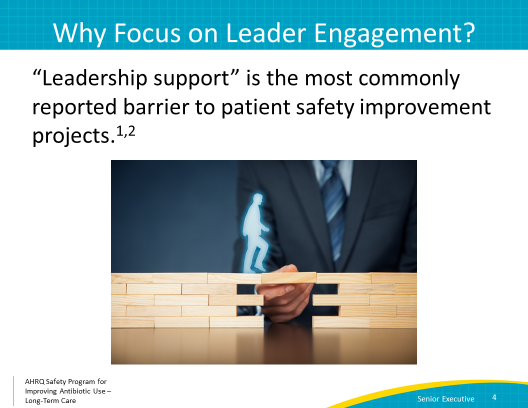 Why Focus on Leader Engagement?
“Leadership support” is the most commonly
reported barrier to patient safety improvement
projects.1,2
AHRQ Safety Program for
Improving Antibiotic Use –
Long-Term Care
Senior Executive 4